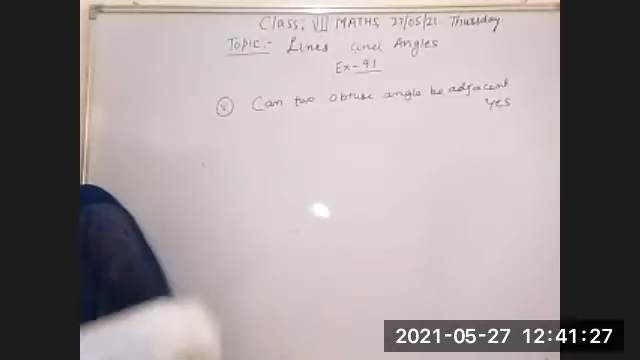 Class. VII MATHS, 27/05/21 Thursday
Topic:- Lines and Angles
Ex-9.1
(v) Can two obtuse angle be adjacent
yes
2021-05-27 12:41:27